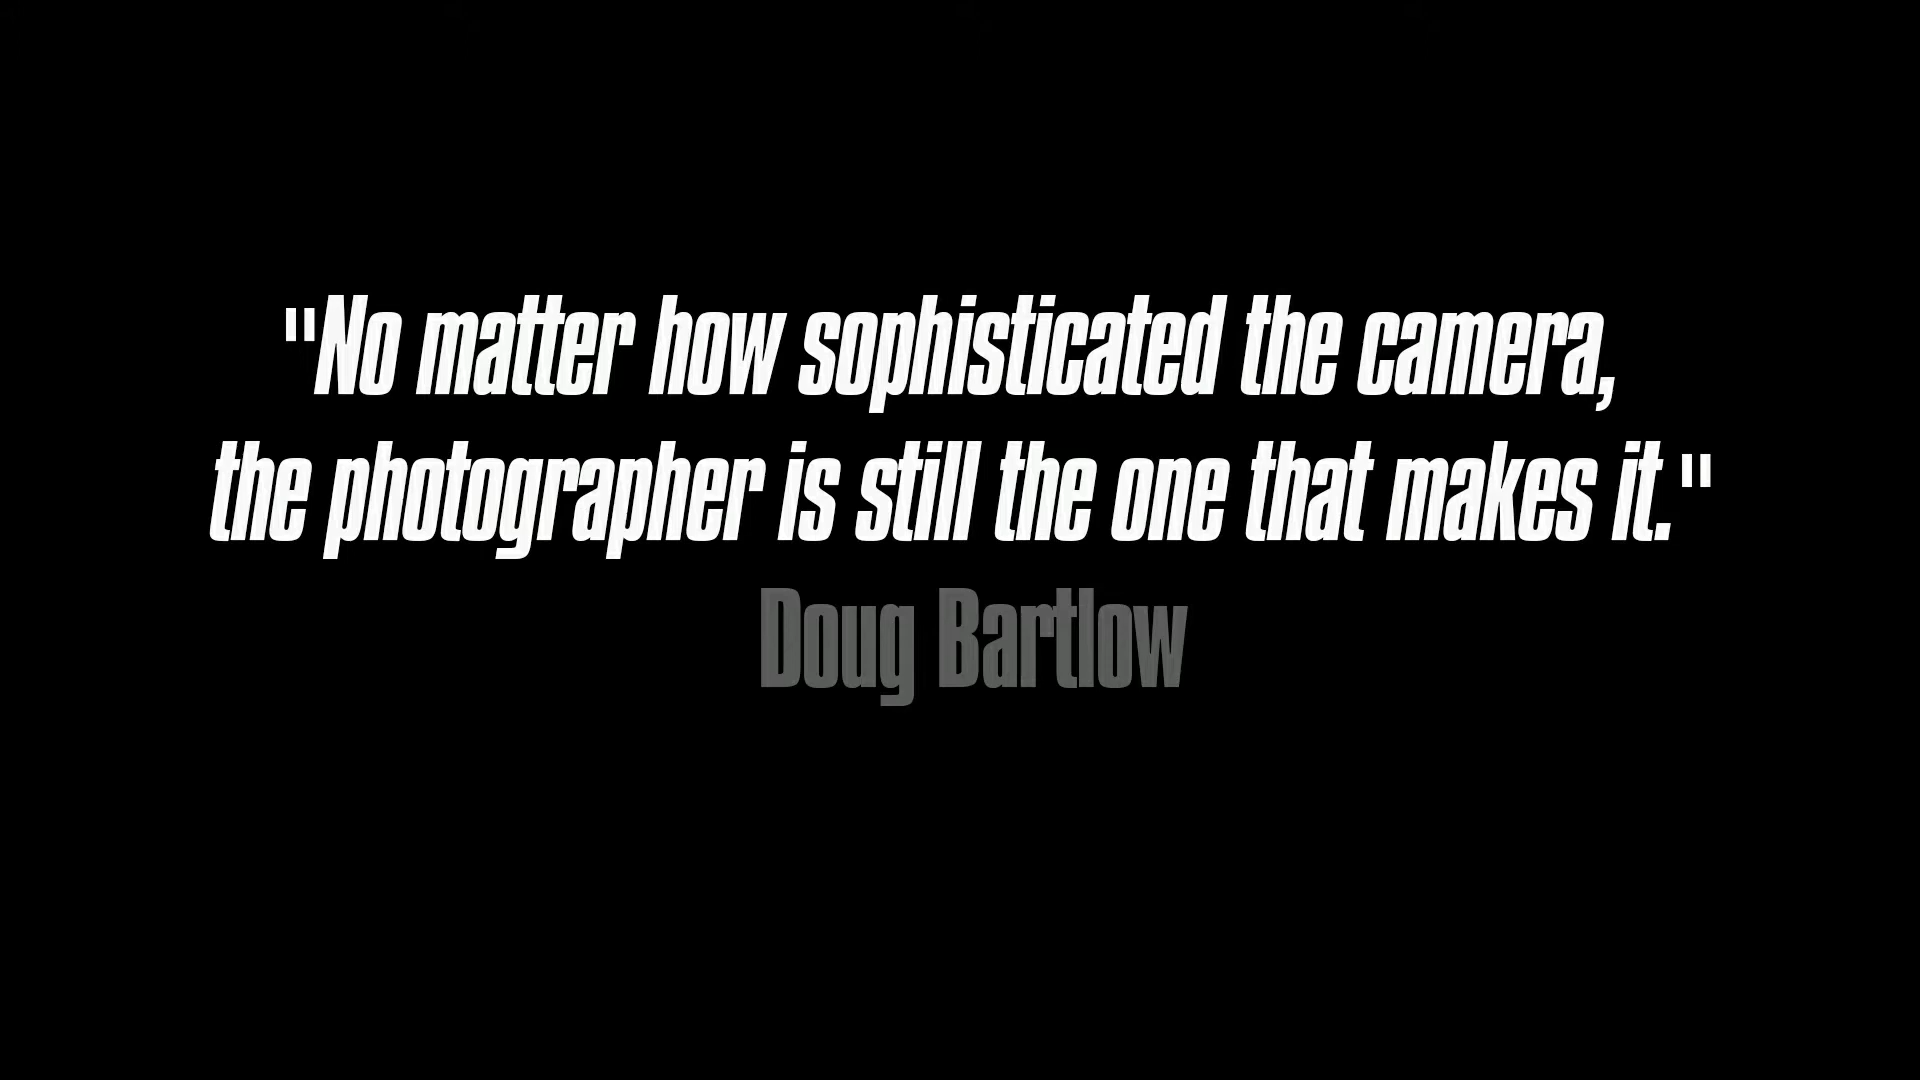 "No matter how sophisticated the camera,
the photographer is still the one that makes it."
Doug Bartlow